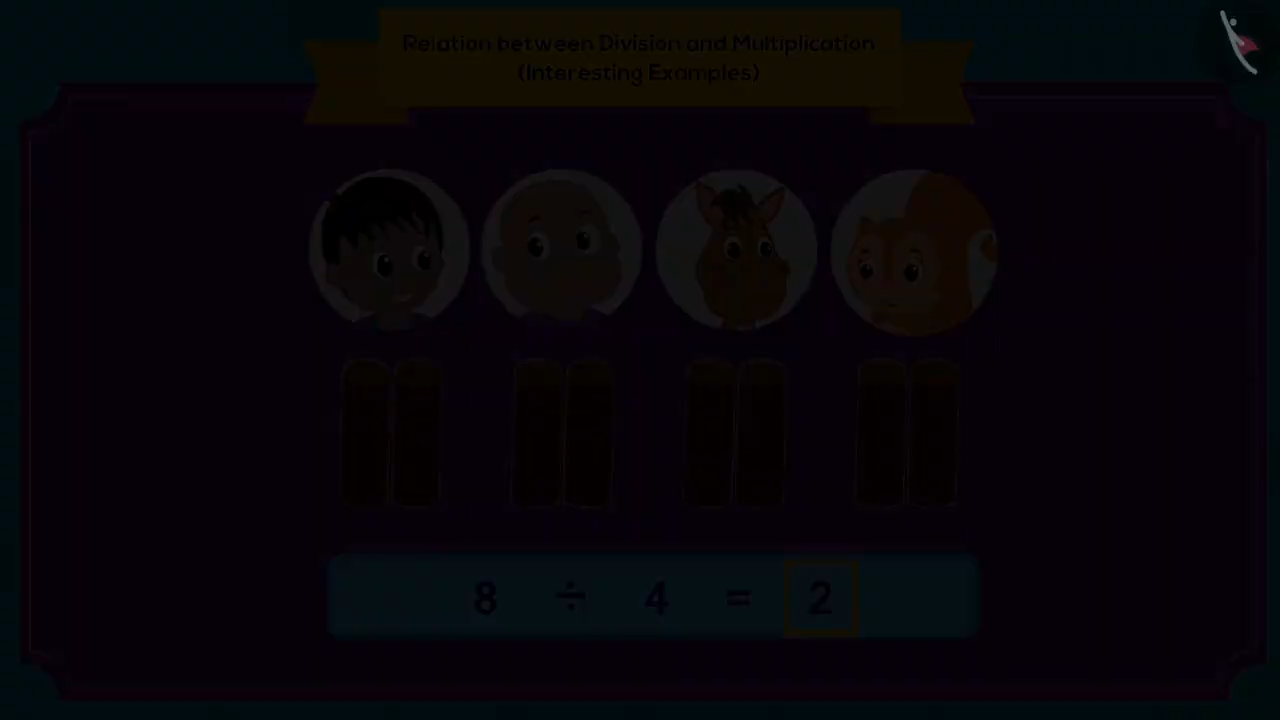 Relation between Division and Multiplication
(Interesting Examples)
8 ÷ 4 = 2